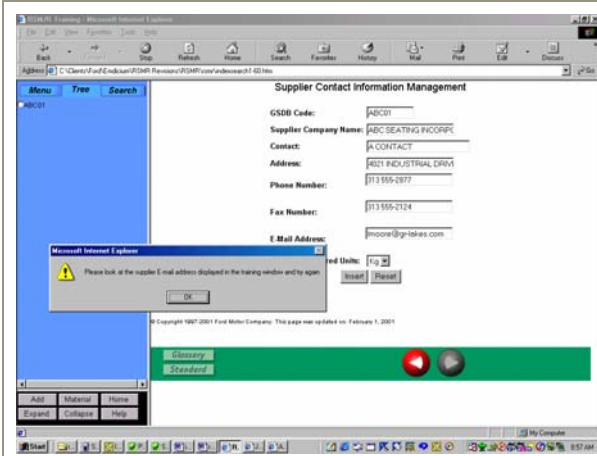 RSMR Training - Microsoft Internet Explorer
Back
Stop Refresh Home Search Favorites History Mail Print Edit Discuss
Address
Menu Tree Search
ABC01
Supplier Contact Information Management
GSDB Code: ABC01
Supplier Company Name: ABC SEATING INCORP(
Contact: A CONTACT
Address: 4021 INDUSTRIAL DRIV
Phone Number: 313 555-2877
Fax Number: 313 555-2124
E-Mail Address: jmoore@gr-lakes.com
Microsoft Internet Explorer
Please look at the supplier E-mail address displayed in the training window and try again
OK
red Units: Kg
Insert Reset
Copyright 1997-2001 Ford Motor Company. This page was updated on: February 1, 2001
Glossary
Standard
Add Material Home
Expand Collapse Help
My Computer
Start
8:57 AM